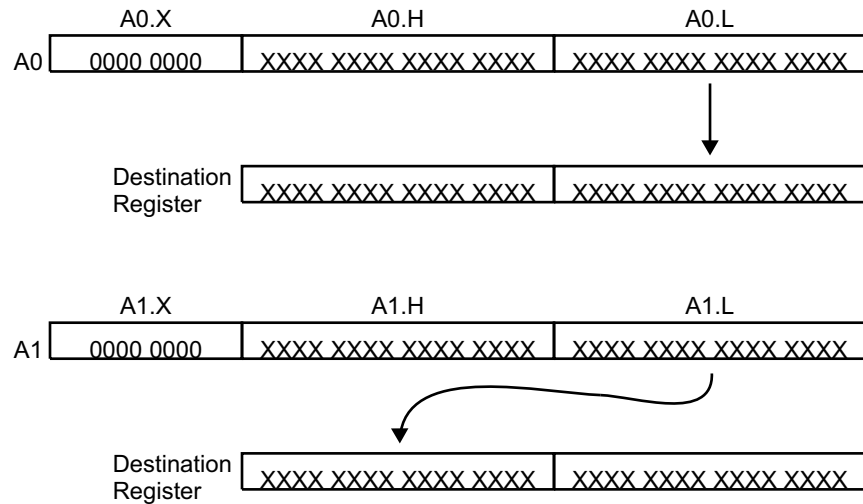 A0.X A0.H A0.L
A0 0000 0000 XXXX XXXX XXXX XXXX XXXX XXXX XXXX XXXX
Destination
Register XXXX XXXX XXXX XXXX XXXX XXXX XXXX XXXX
A1.X A1.H A1.L
A1 0000 0000 XXXX XXXX XXXX XXXX XXXX XXXX XXXX XXXX
Destination
Register XXXX XXXX XXXX XXXX XXXX XXXX XXXX XXXX